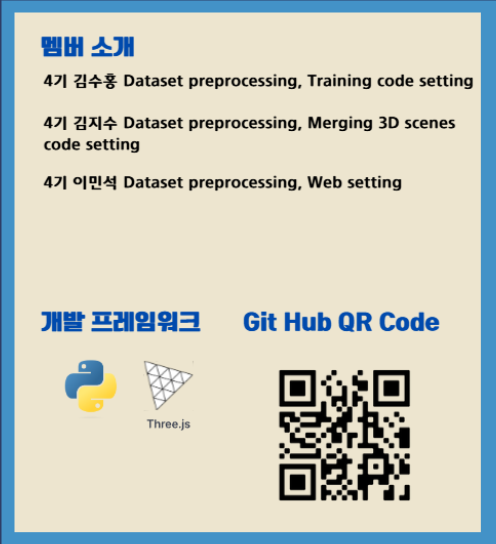 멤버 소개
4기 김수홍 Dataset preprocessing, Training code setting
4기 김지수 Dataset preprocessing, Merging 3D scenes
code setting
4기 이민석 Dataset preprocessing, Web setting
개발 프레임워크
Git Hub QR Code
Three.js